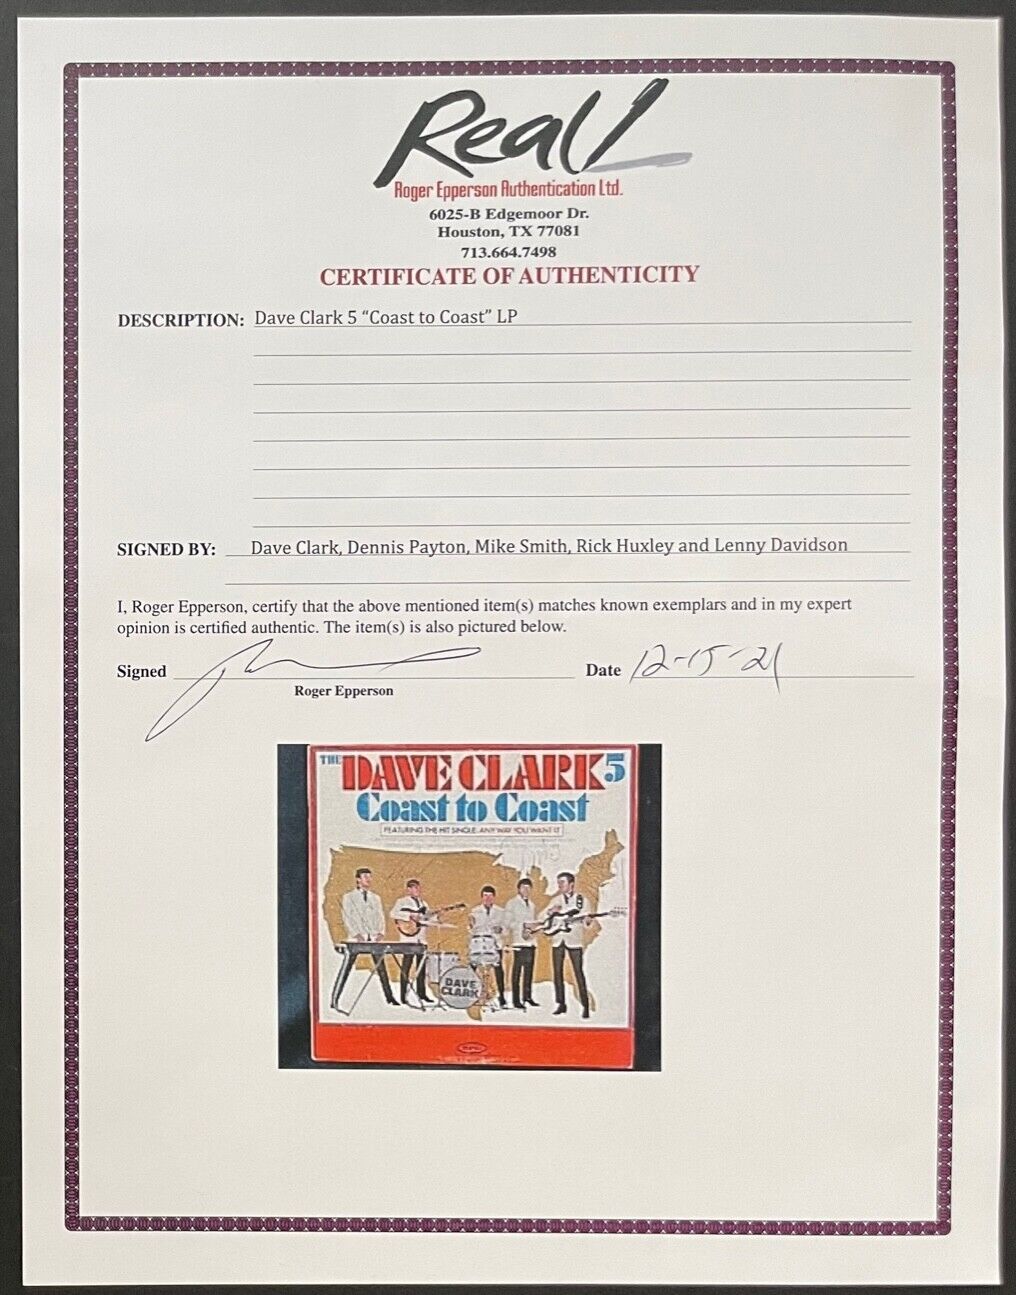 Real!
Roger Epperson Authentication Ltd.
6025-B Edgemoor Dr.
Houston, TX 77081
713.664.7498
CERTIFICATE OF AUTHENTICITY
DESCRIPTION: Dave Clark 5 “Coast to Coast” LP
SIGNED BY: Dave Clark, Dennis Payton, Mike Smith, Rick Huxley and Lenny Davidson
I, Roger Epperson, certify that the above mentioned item(s) matches known exemplars and in my expert
opinion is certified authentic. The item(s) is also pictured below.
Signed
Date 12-15-21
Roger Epperson
THE DAVE CLARK 5
Coast to Coast
FEATURING THE HIT SINGLE: ANY WAY YOU WANT IT
DAVE
CLARK